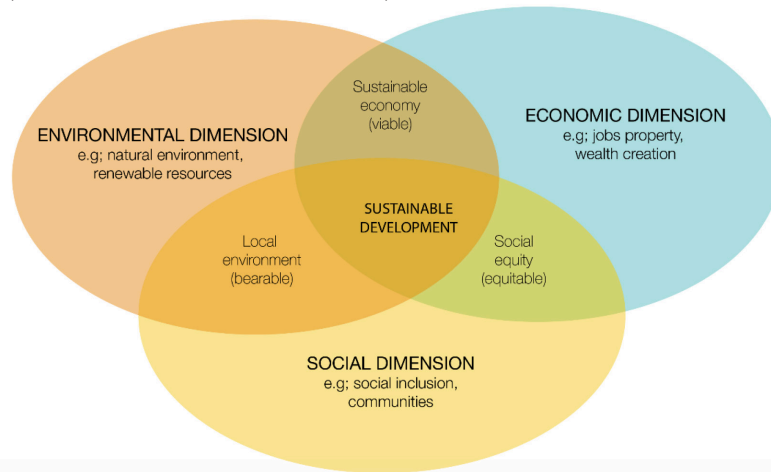 Sustainable
economy
(viable)
ENVIRONMENTAL DIMENSION
e.g; natural environment,
renewable resources
ECONOMIC DIMENSION
e.g; jobs property,
wealth creation
SUSTAINABLE
DEVELOPMENT
Local
environment
(bearable)
Social
equity
(equitable)
SOCIAL DIMENSION
e.g; social inclusion,
communities